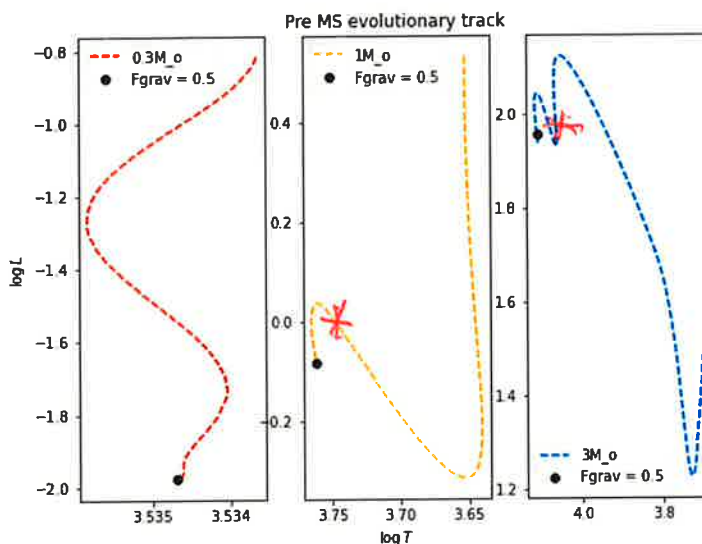 Pre MS evolutionary track
0.3M_o
Fgrav = 0.5
1M_o
Fgrav = 0.5
3M_o
Fgrav = 0.5
log L
−0.8
−1.0
−1.2
−1.4
−1.6
−1.8
−2.0
0.4
0.2
0.0
−0.2
2.0
1.8
1.6
1.4
1.2
3.535
3.534
3.75
3.70
3.65
4.0
3.8
log T